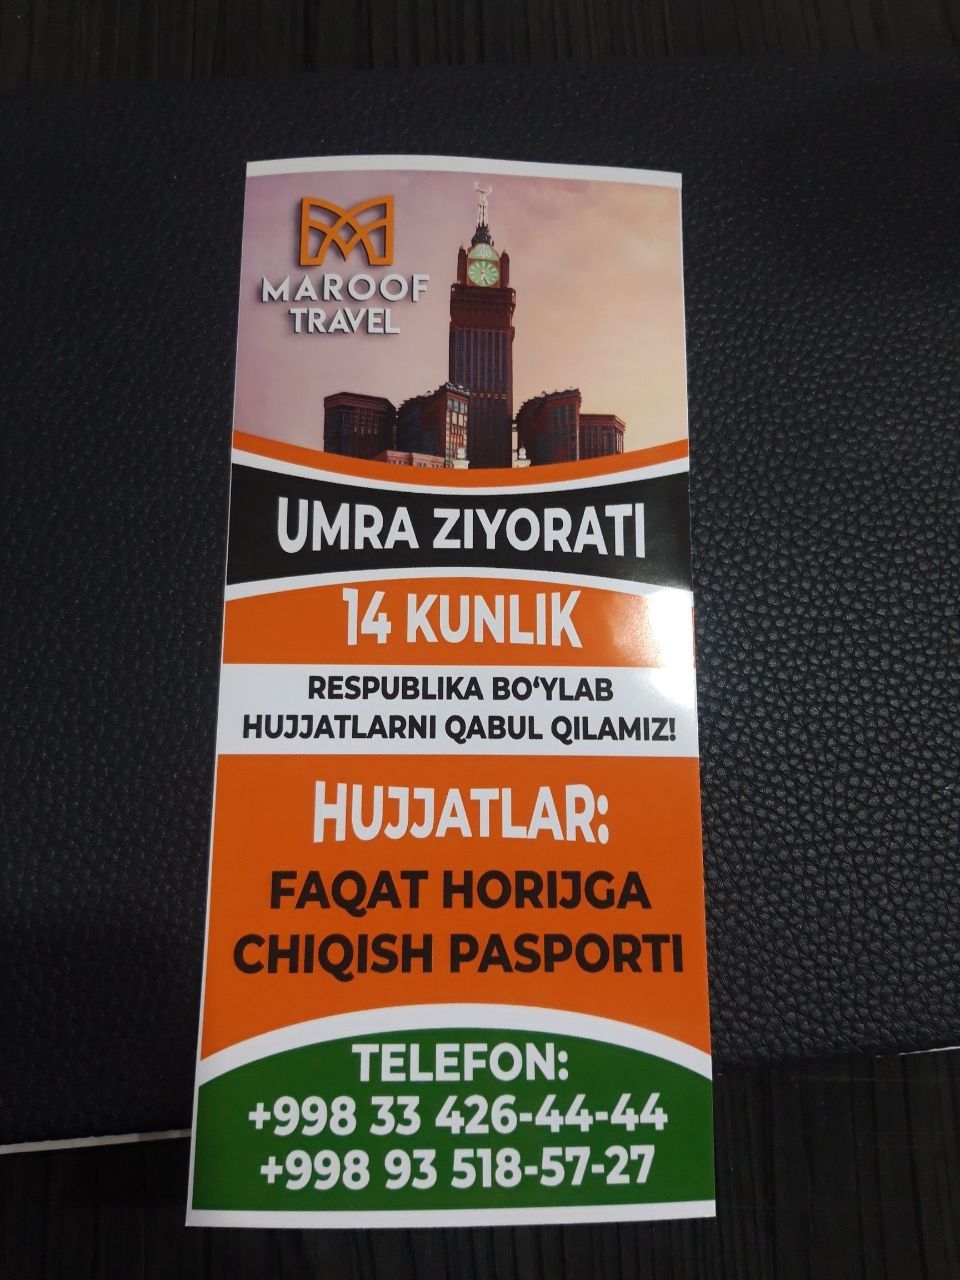 MAROOF
TRAVEL
UMRA ZIYORATI
14 KUNLIK
RESPUBLIKA BO‘YLAB
HUJJATLARNI QABUL QILAMIZ!
HUJJATLAR:
FAQAT HORIJGA
CHIQISH PASPORTI
TELEFON:
+998 33 426-44-44
+998 93 518-57-27